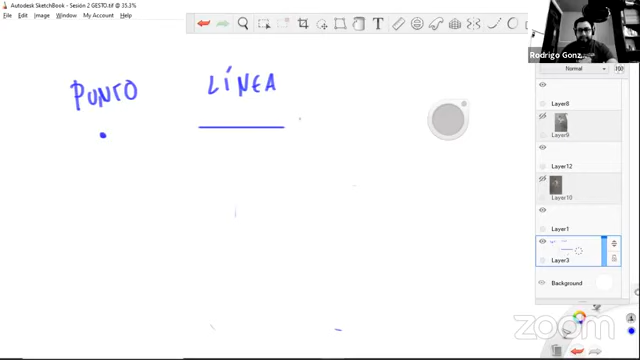 Autodesk SketchBook - Sesión 2 GESTO.tif @ 35.3%
File Edit Image Window My Account Help
Rodrigo Gonz
Normal
100
PUNTO LÍNEA
Layer8
Layer9
Layer12
Layer10
Layer1
Layer3
Background
zoom